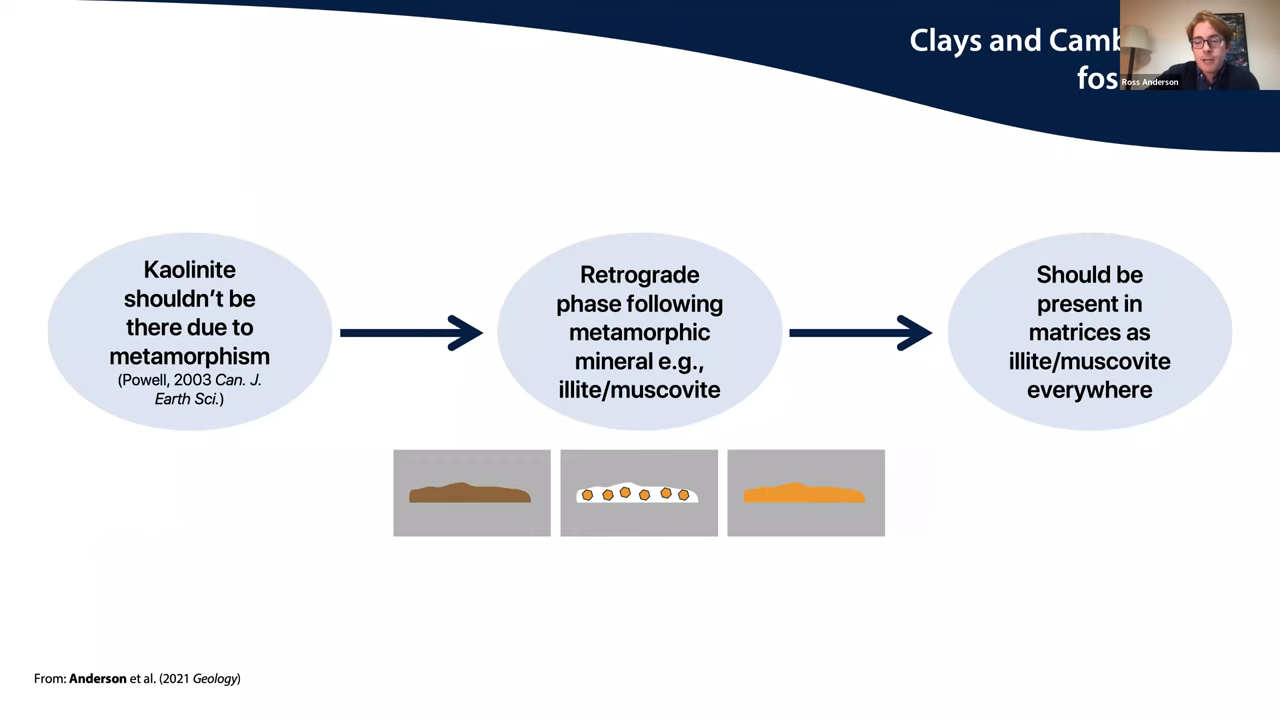 Clays and Camb
fos
Ross Anderson
Kaolinite
shouldn't be
there due to
metamorphism
(Powell, 2003 Can. J.
Earth Sci.)
Retrograde
phase following
metamorphic
mineral e.g.,
illite/muscovite
Should be
present in
matrices as
illite/muscovite
everywhere
From: Anderson et al. (2021 Geology)